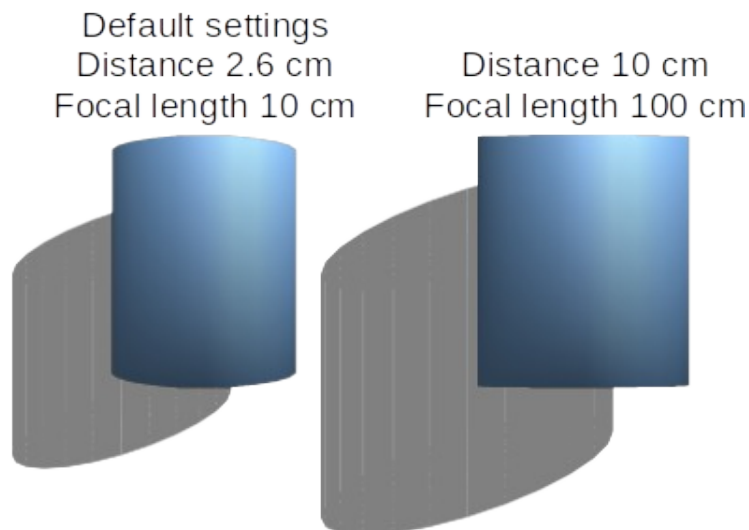 Default settings
Distance 2.6 cm
Focal length 10 cm
Distance 10 cm
Focal length 100 cm